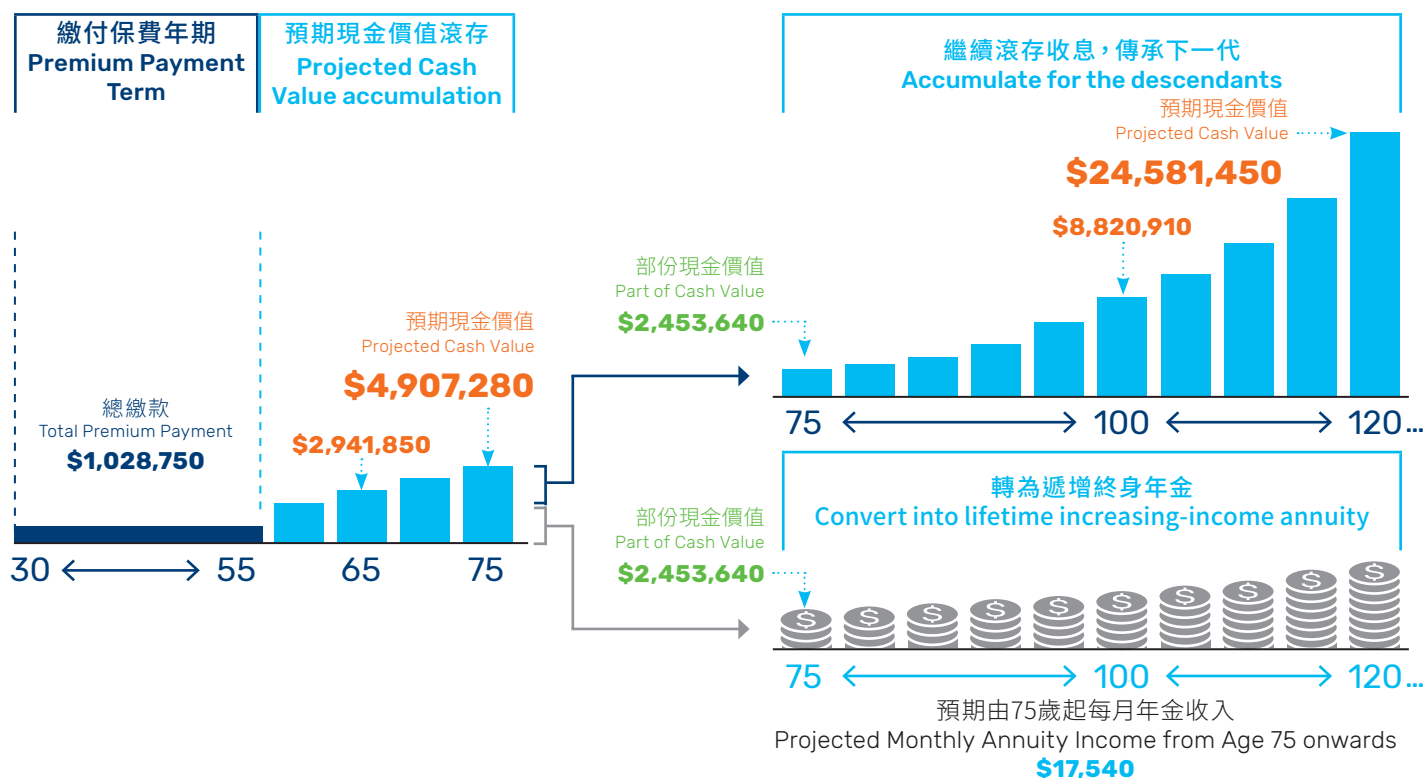 繳付保費年期
Premium Payment
Term
預期現金價值滾存
Projected Cash
Value accumulation
總繳款
Total Premium Payment
$1,028,750
$2,941,850
預期現金價值
Projected Cash Value
$4,907,280
30
55
65
75
繼續滾存收息，傳承下一代
Accumulate for the descendants
預期現金價值
Projected Cash Value
$24,581,450
$8,820,910
部份現金價值
Part of Cash Value
$2,453,640
75
100
120...
轉為遞增終身年金
Convert into lifetime increasing-income annuity
部份現金價值
Part of Cash Value
$2,453,640
$ $ $ $ $ $ $ $ $ $
75
100
120...
預期由75歲起每月年金收入
Projected Monthly Annuity Income from Age 75 onwards
$17,540